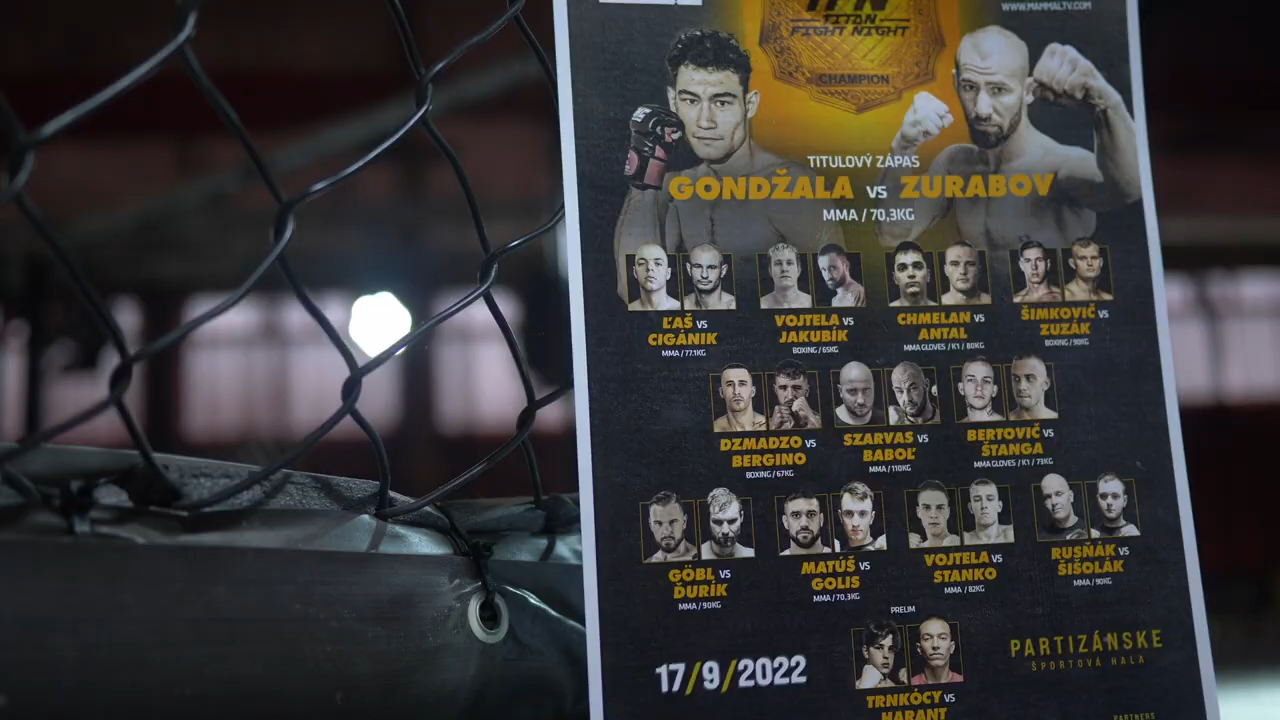 WWW.MAMMALTV.COM
TFN
TITAN
FIGHT NIGHT
CHAMPION
TITULOVÝ ZÁPAS
GONDŽALA VS ZURABOV
MMA / 70,3KG
ĽAŠ VS
CIGÁNIK
MMA / 77.1KG
VOJTELA VS
JAKUBÍK
BOXING / 65KG
CHMELAN VS
ANTAL
MMA GLOVES / K1 / 80KG
ŠIMKOVIČ VS
ZUZÁK
BOXING / 90KG
DZMADZO VS
BERGINO
BOXING / 67KG
SZARVAS VS
BABOĽ
MMA / 110KG
BERTOVIČ VS
ŠTANGA
MMA GLOVES / K1 / 73KG
GÖBL VS
ĎURÍK
MMA / 90KG
MATÚŠ VS
GOLIS
MMA / 70,3KG
VOJTELA VS
STANKO
MMA / 82KG
RUSŇÁK VS
ŠIŠOLÁK
MMA / 90KG
PRELIM
TRNKÓCY VS
HARANT
17/9/2022
PARTIZÁNSKE
ŠPORTOVÁ HALA
PARTNERS